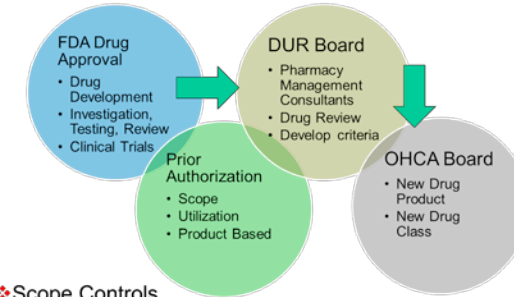 FDA Drug
Approval
• Drug
Development
• Investigation,
Testing, Review
• Clinical Trials
DUR Board
• Pharmacy
Management
Consultants
• Drug Review
• Develop criteria
Prior
Authorization
• Scope
• Utilization
• Product Based
OHCA Board
• New Drug
Product
• New Drug
Class
❖Scope Controls